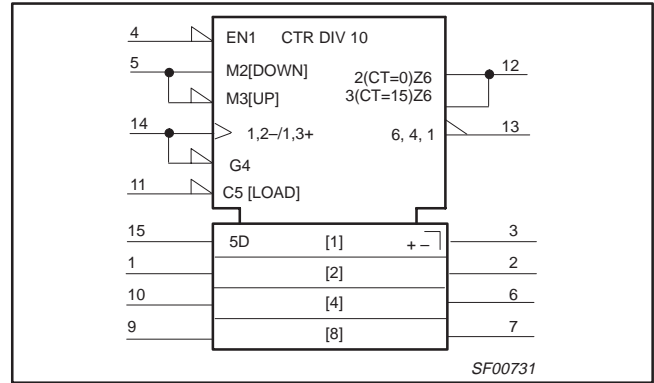 4 EN1 CTR DIV 10
5 M2[DOWN] 2(CT=0)Z6 12
M3[UP] 3(CT=15)Z6
14 1,2–/1,3+ 6, 4, 1 13
G4
11 C5 [LOAD]
15 5D [1] + – 3
1 [2] 2
10 [4] 6
9 [8] 7
SF00731